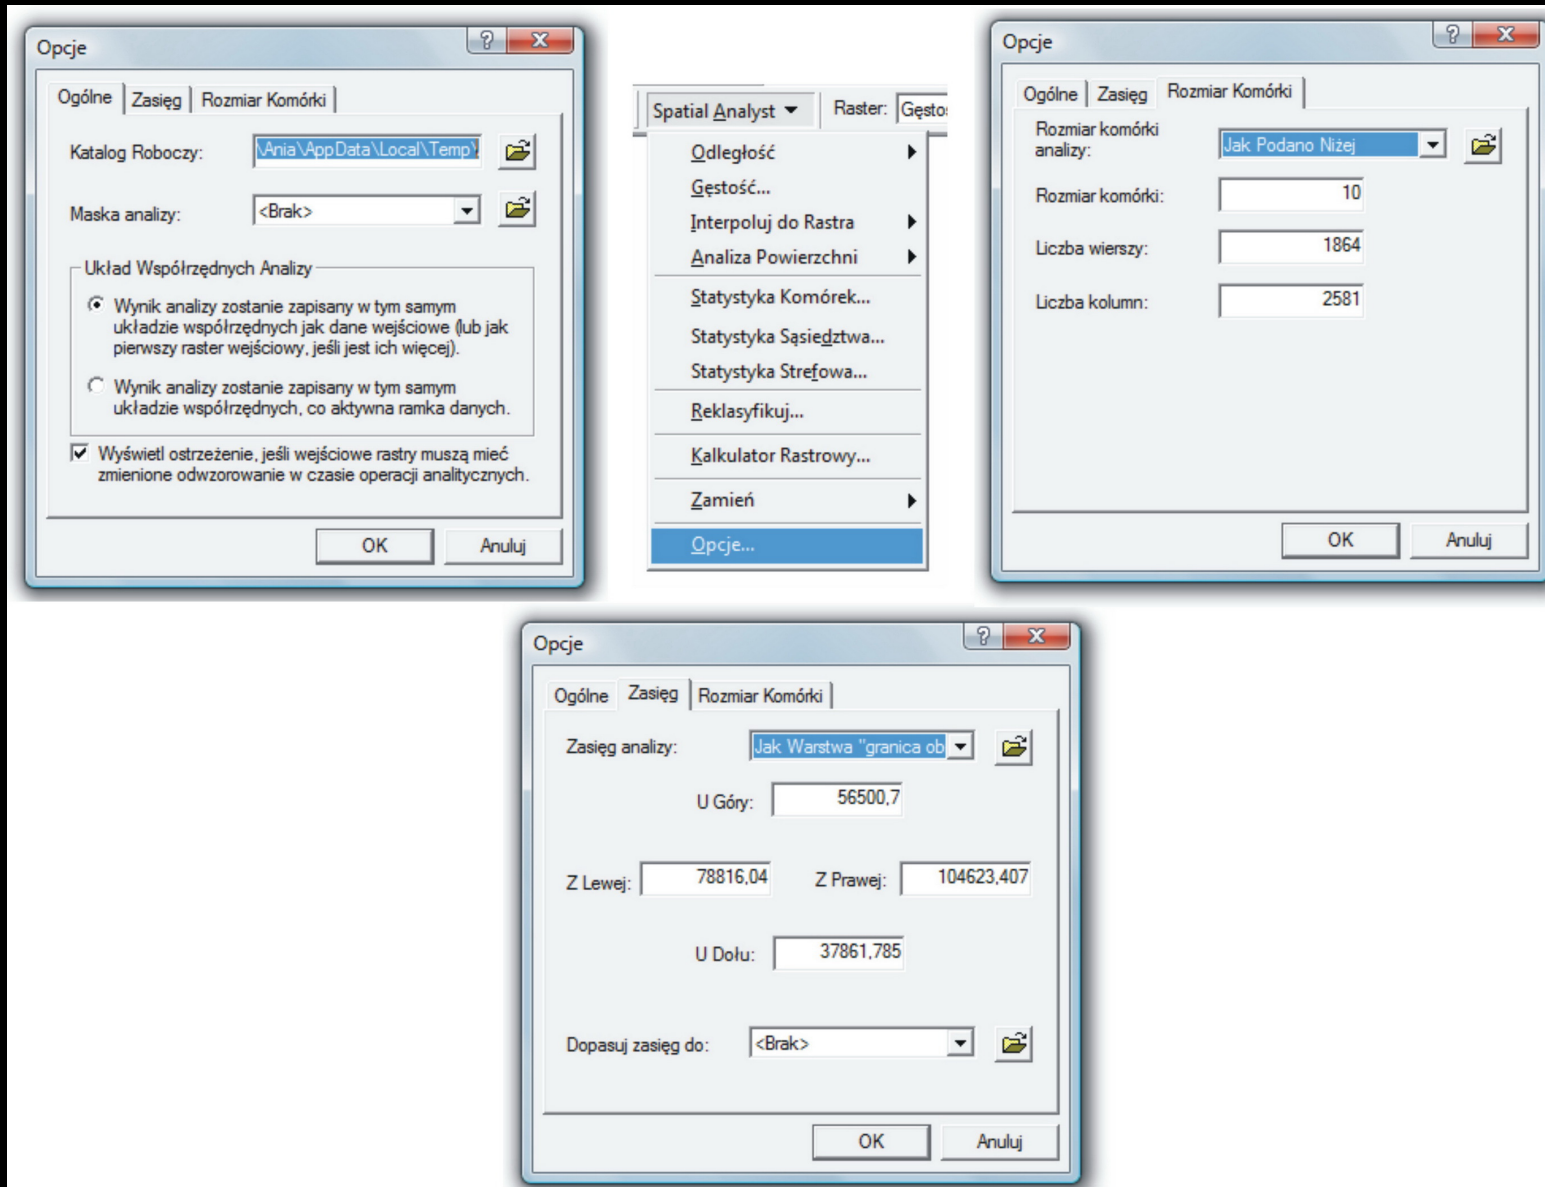 Opcje
Ogólne Zasięg Rozmiar Komórki
Katalog Roboczy: \Ania\AppData\Local\Temp\
Maska analizy: <Brak>
Układ Współrzędnych Analizy
Wynik analizy zostanie zapisany w tym samym
układzie współrzędnych jak dane wejściowe (lub jak
pierwszy raster wejściowy, jeśli jest ich więcej).
Wynik analizy zostanie zapisany w tym samym
układzie współrzędnych, co aktywna ramka danych.
Wyświetl ostrzeżenie, jeśli wejściowe rastry muszą mieć
zmienione odwzorowanie w czasie operacji analitycznych.
OK Anuluj
Spatial Analyst Raster: Gęsto
Odległość
Gęstość...
Interpoluj do Rastra
Analiza Powierzchni
Statystyka Komórek...
Statystyka Sąsiedztwa...
Statystyka Strefowa...
Reklasyfikuj...
Kalkulator Rastrowy...
Zamień
Opcje...
Opcje
Ogólne Zasięg Rozmiar Komórki
Rozmiar komórki
analizy: Jak Podano Niżej
Rozmiar komórki: 10
Liczba wierszy: 1864
Liczba kolumn: 2581
OK Anuluj
Opcje
Ogólne Zasięg Rozmiar Komórki
Zasięg analizy: Jak Warstwa "granica ob
U Góry: 56500,7
Z Lewej: 78816,04 Z Prawej: 104623,407
U Dołu: 37861,785
Dopasuj zasięg do: <Brak>
OK Anuluj